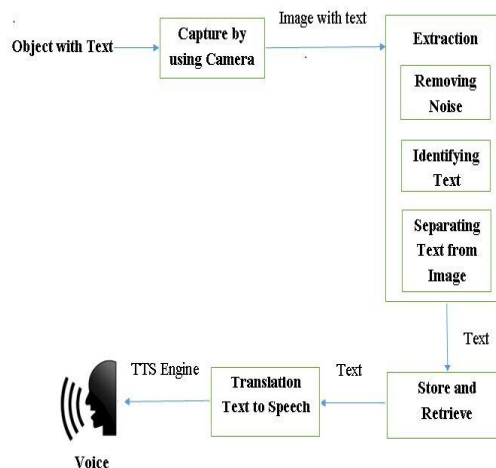 Object with Text
Capture by
using Camera
Image with text
Extraction
Removing
Noise
Identifying
Text
Separating
Text from
Image
Text
Store and
Retrieve
Text
Translation
Text to Speech
TTS Engine
Voice